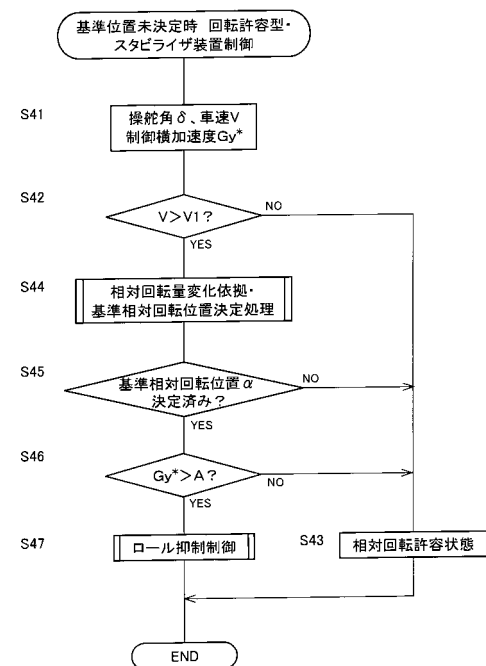 基準位置未決定時 回転許容型・
スタビライザ装置制御
S41
操舵角δ、車速V
制御横加速度Gy*
S42
V>V1?
NO
YES
S44
相対回転量変化依拠・
基準相対回転位置決定処理
S45
基準相対回転位置α
決定済み?
NO
YES
S46
Gy*>A?
NO
YES
S47
ロール抑制制御
S43
相対回転許容状態
END